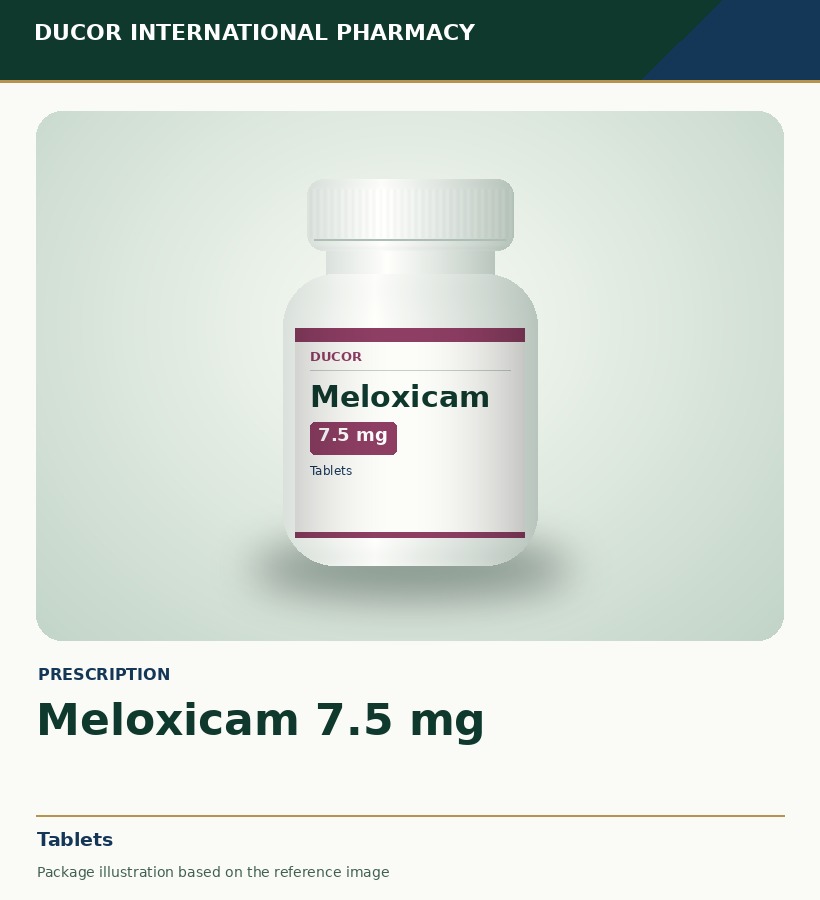 DUCOR INTERNATIONAL PHARMACY
DUCOR
Meloxicam
7.5 mg
Tablets
PRESCRIPTION
Meloxicam 7.5 mg
Tablets
Package illustration based on the reference image